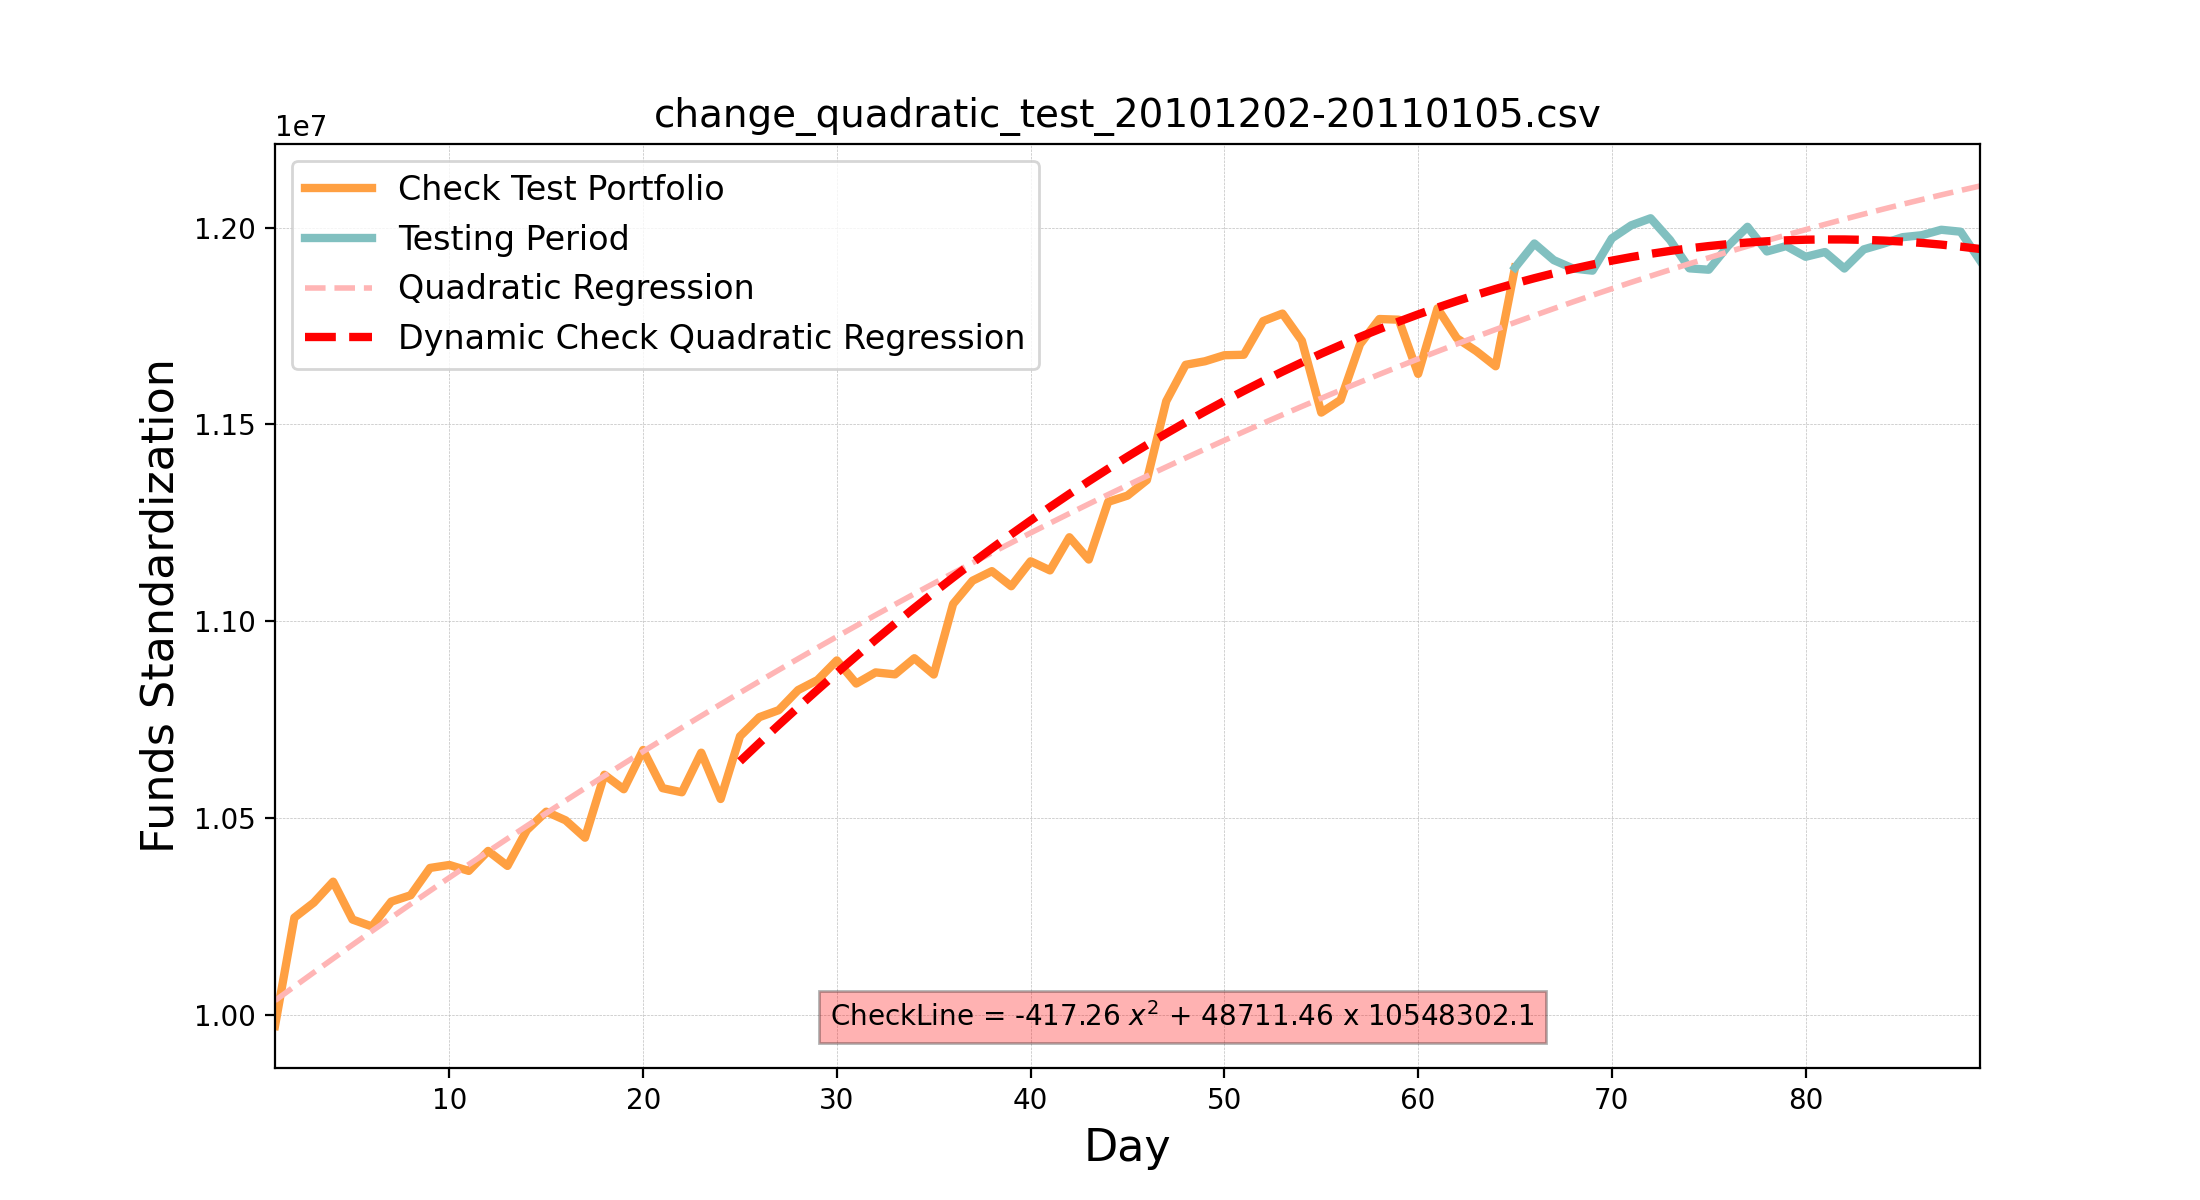 change_quadratic_test_20101202-20110105.csv
1e7
Check Test Portfolio
Testing Period
Quadratic Regression
Dynamic Check Quadratic Regression
1.20
1.15
1.10
1.05
1.00
Funds Standardization
CheckLine = -417.26 x² + 48711.46 x 10548302.1
10 20 30 40 50 60 70 80
Day